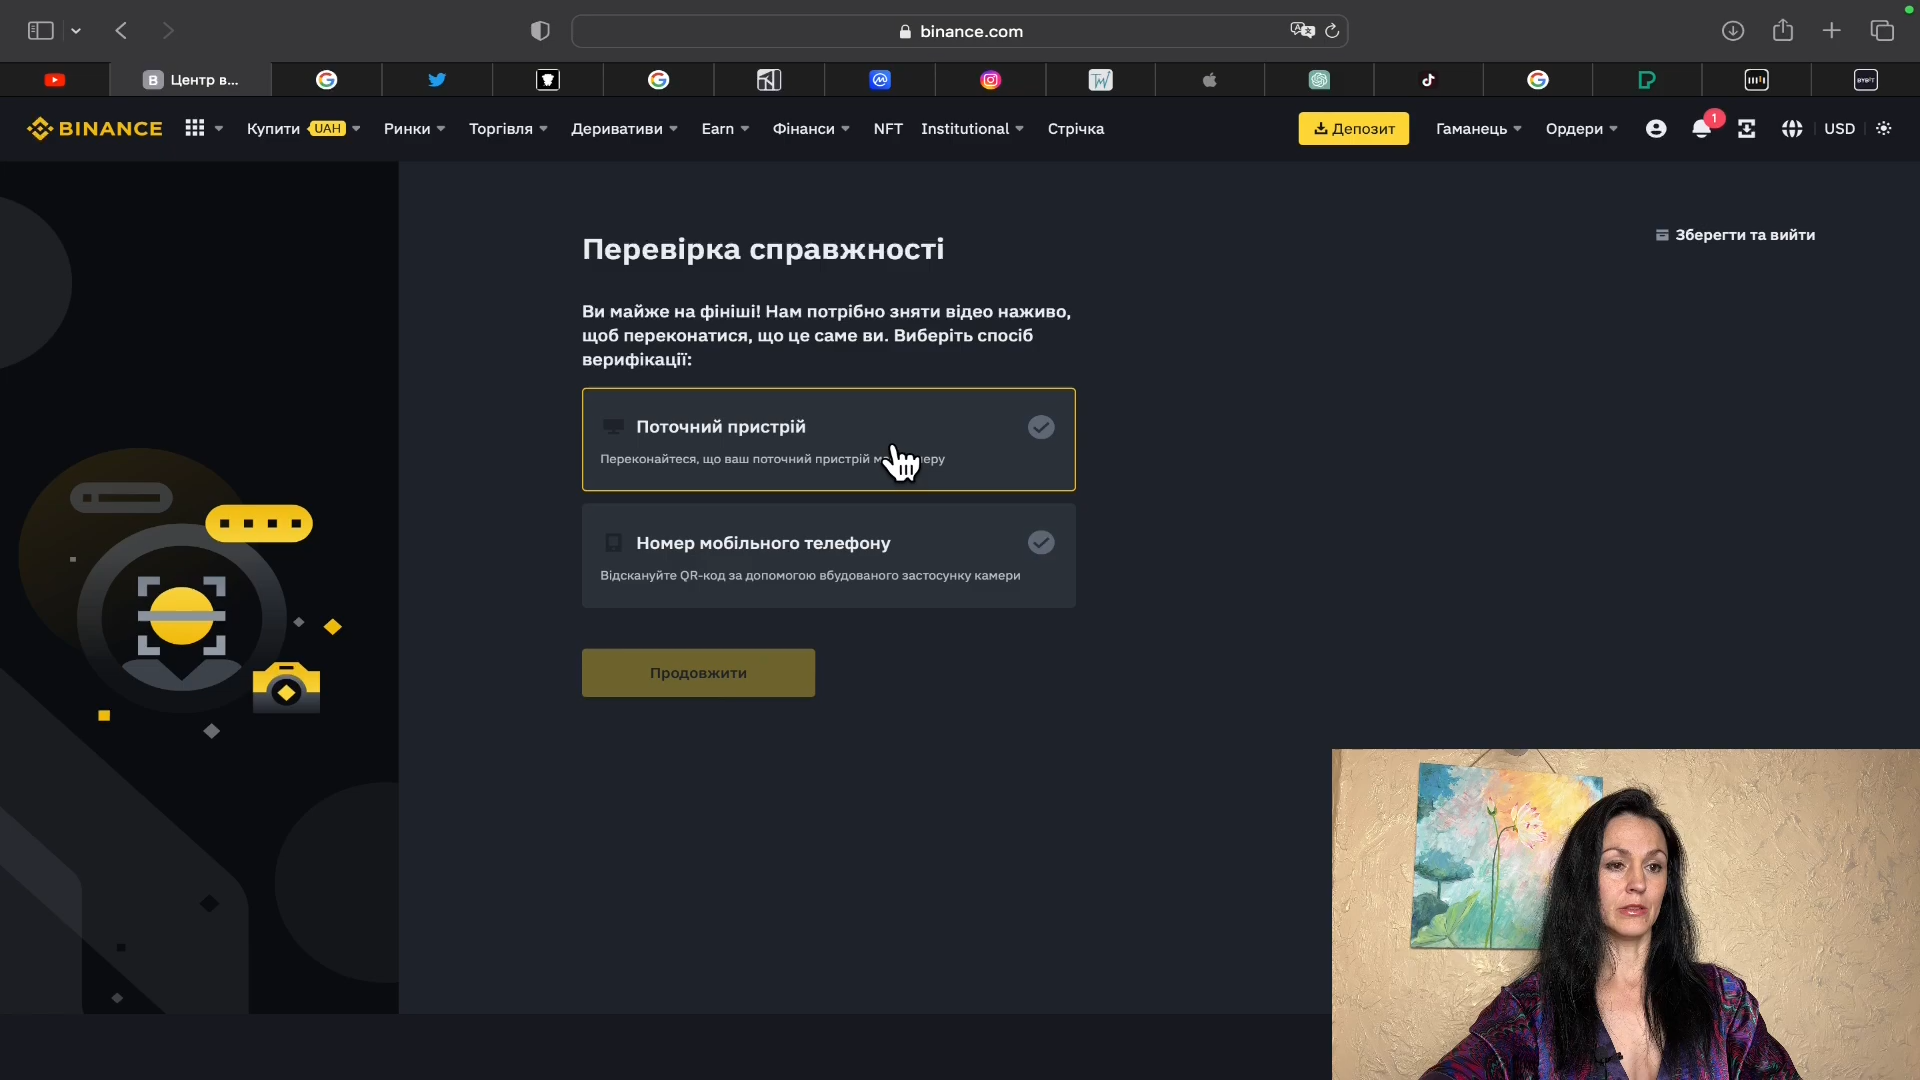 binance.com
Центр в...
BINANCE
Купити UAH
Ринки
Торгівля
Деривативи
Earn
Фінанси
NFT
Institutional
Стрічка
Депозит
Гаманець
Ордери
1
USD
Перевірка справжності
Зберегти та вийти
Ви майже на фініші! Нам потрібно зняти відео наживо,
щоб переконатися, що це саме ви. Виберіть спосіб
верифікації:
Поточний пристрій
Переконайтеся, що ваш поточний пристрій
Номер мобільного телефону
Відскануйте QR-код за допомогою вбудованого застосунку камери
Продовжити